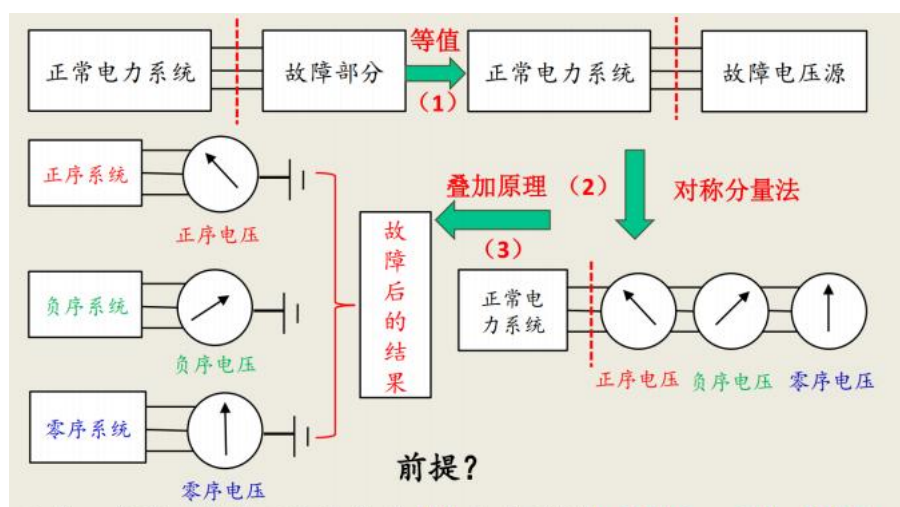 正常电力系统
故障部分
等值
（1）
正常电力系统
故障电压源
正序系统
正序电压
叠加原理
（2）
对称分量法
（3）
故障后的结果
负序系统
负序电压
正常电力系统
正序电压
负序电压
零序电压
零序系统
零序电压
前提？